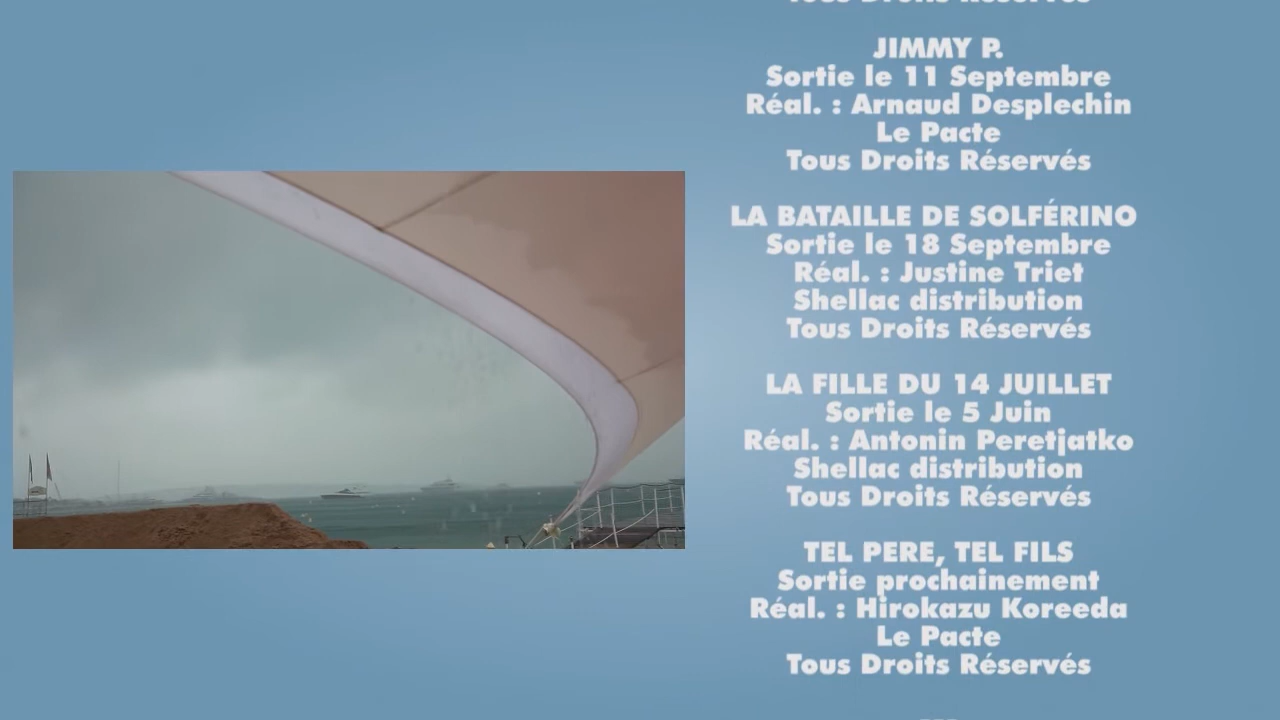 JIMMY P.
Sortie le 11 Septembre
Réal. : Arnaud Desplechin
Le Pacte
Tous Droits Réservés
LA BATAILLE DE SOLFÉRINO
Sortie le 18 Septembre
Réal. : Justine Triet
Shellac distribution
Tous Droits Réservés
LA FILLE DU 14 JUILLET
Sortie le 5 Juin
Réal. : Antonin Peretjatko
Shellac distribution
Tous Droits Réservés
TEL PERE, TEL FILS
Sortie prochainement
Réal. : Hirokazu Koreeda
Le Pacte
Tous Droits Réservés